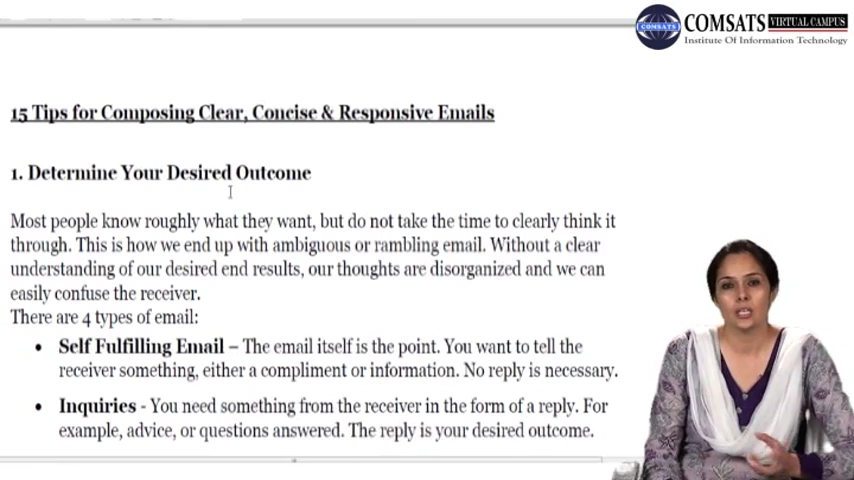 COMSATS
COMSATS VIRTUAL CAMPUS
Institute Of Information Technology
15 Tips for Composing Clear, Concise & Responsive Emails
1. Determine Your Desired Outcome
Most people know roughly what they want, but do not take the time to clearly think it
through. This is how we end up with ambiguous or rambling email. Without a clear
understanding of our desired end results, our thoughts are disorganized and we can
easily confuse the receiver.
There are 4 types of email:
• Self Fulfilling Email – The email itself is the point. You want to tell the
receiver something, either a compliment or information. No reply is necessary.
• Inquiries - You need something from the receiver in the form of a reply. For
example, advice, or questions answered. The reply is your desired outcome.